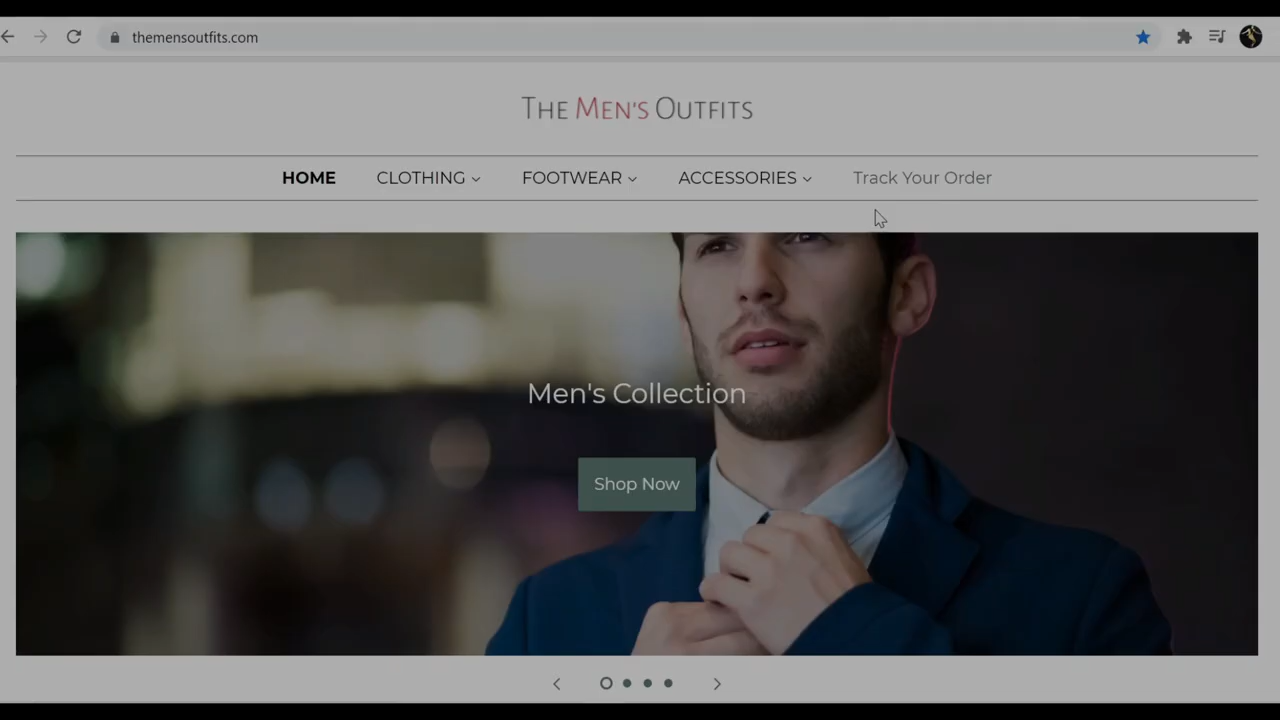 themensoutfits.com
THE MEN'S OUTFITS
HOME CLOTHING FOOTWEAR ACCESSORIES Track Your Order
Men's Collection
Shop Now